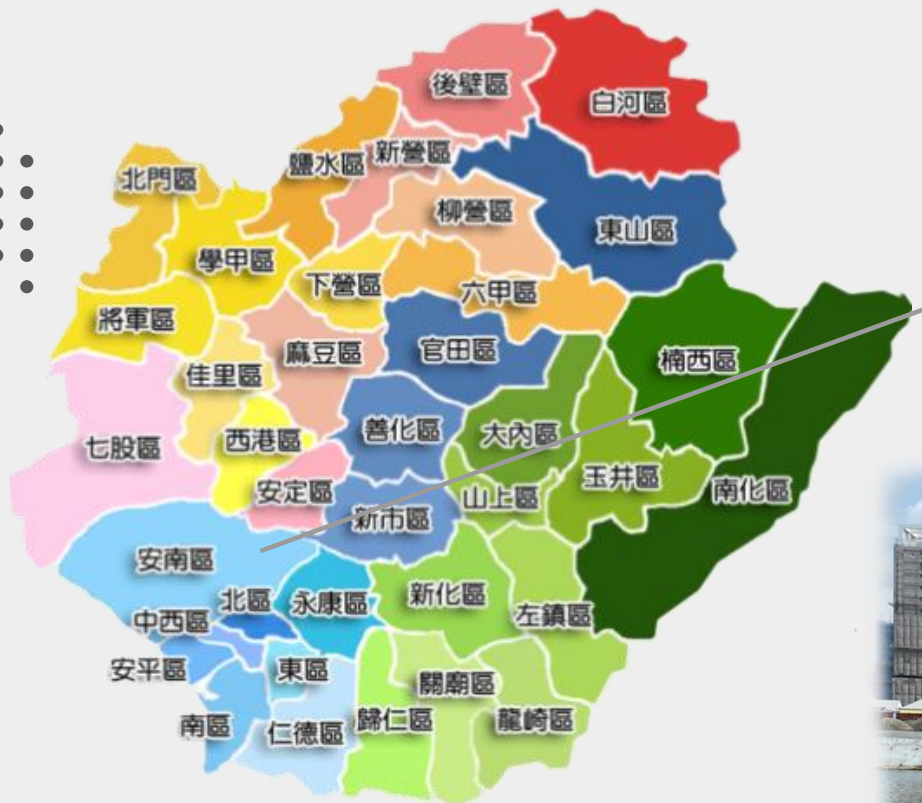 後壁區
白河區
新營區
鹽水區
北門區
柳營區
東山區
學甲區
下營區
六甲區
將軍區
麻豆區
官田區
楠西區
佳里區
善化區
大內區
西港區
七股區
玉井區
安定區
山上區
南化區
新市區
安南區
北區
永康區
新化區
左鎮區
中西區
安平區
東區
關廟區
南區
仁德區
歸仁區
龍崎區